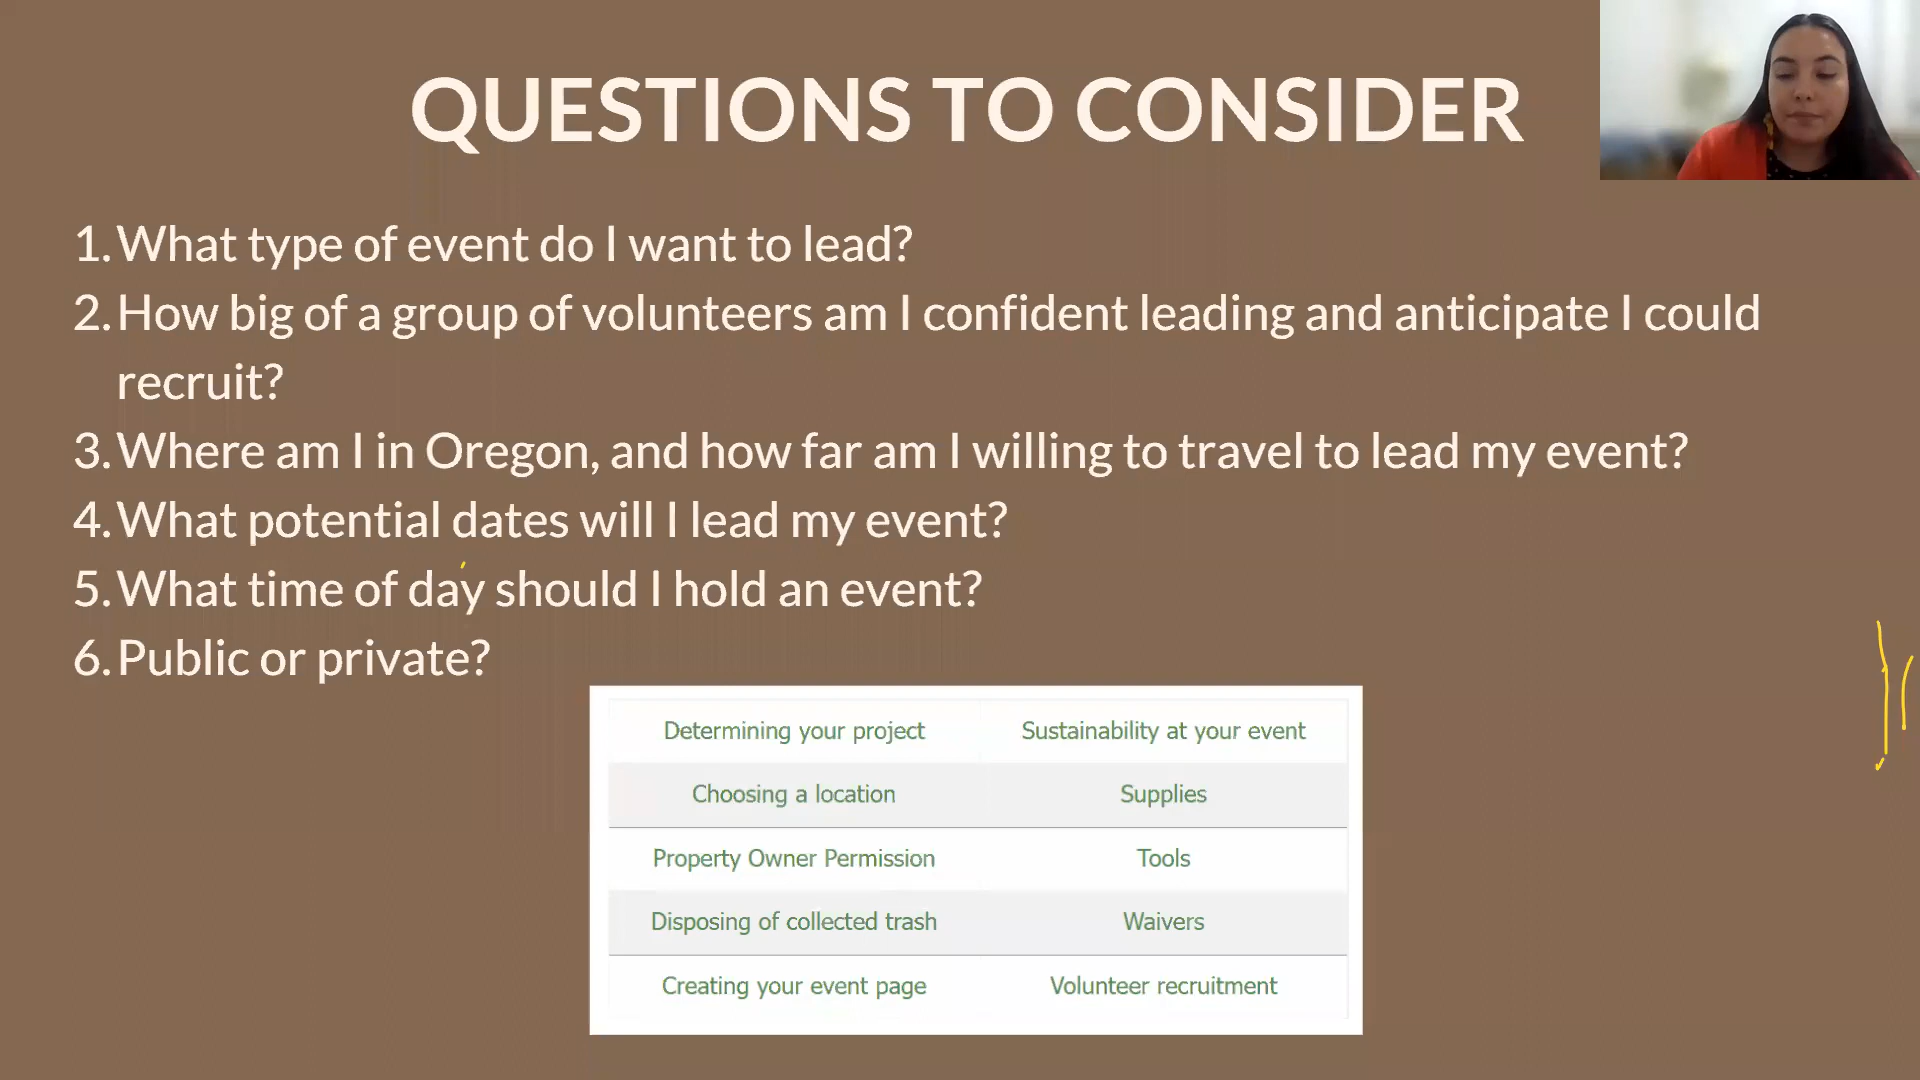 QUESTIONS TO CONSIDER
1. What type of event do I want to lead?
2. How big of a group of volunteers am I confident leading and anticipate I could
recruit?
3. Where am I in Oregon, and how far am I willing to travel to lead my event?
4. What potential dates will I lead my event?
5. What time of day should I hold an event?
6. Public or private?
Determining your project Sustainability at your event
Choosing a location Supplies
Property Owner Permission Tools
Disposing of collected trash Waivers
Creating your event page Volunteer recruitment